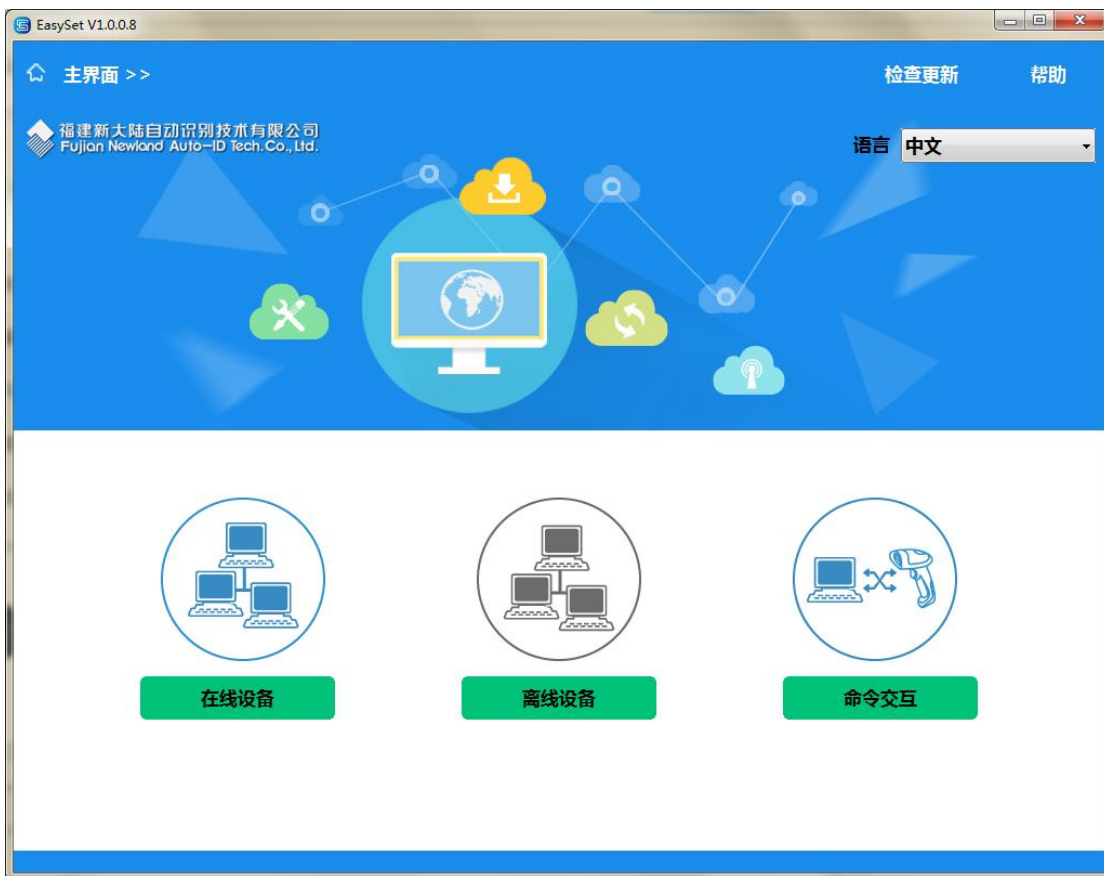 EasySet V1.0.0.8
主界面 >>
检查更新
帮助
福建新大陆自动识别技术有限公司
Fujian Newland Auto-ID Tech.Co.,Ltd.
语言
中文
在线设备
离线设备
命令交互